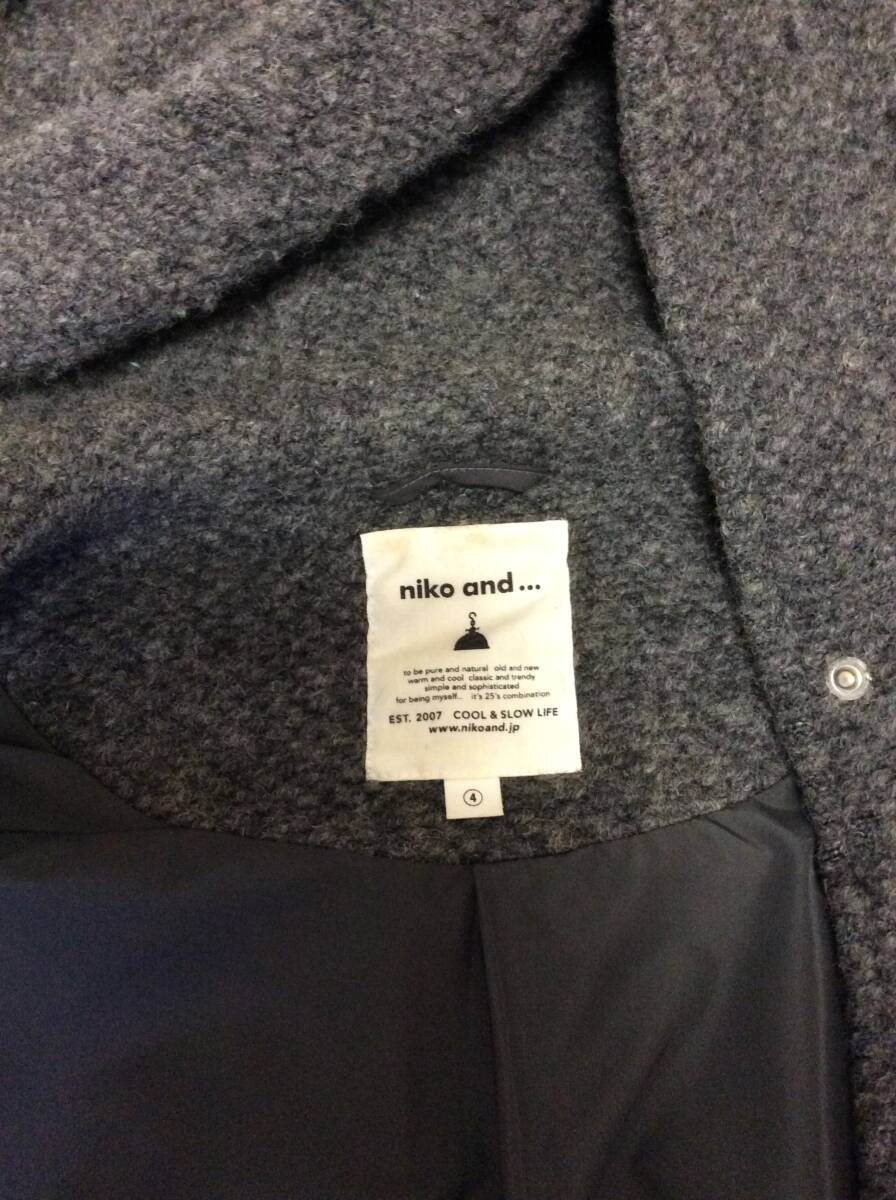 niko and...
to be pure and natural old and new
warm and cool classic and trendy
simple and sophisticated
for being myself... it's 25's combination
EST. 2007 COOL & SLOW LIFE
www.nikoand.jp
④